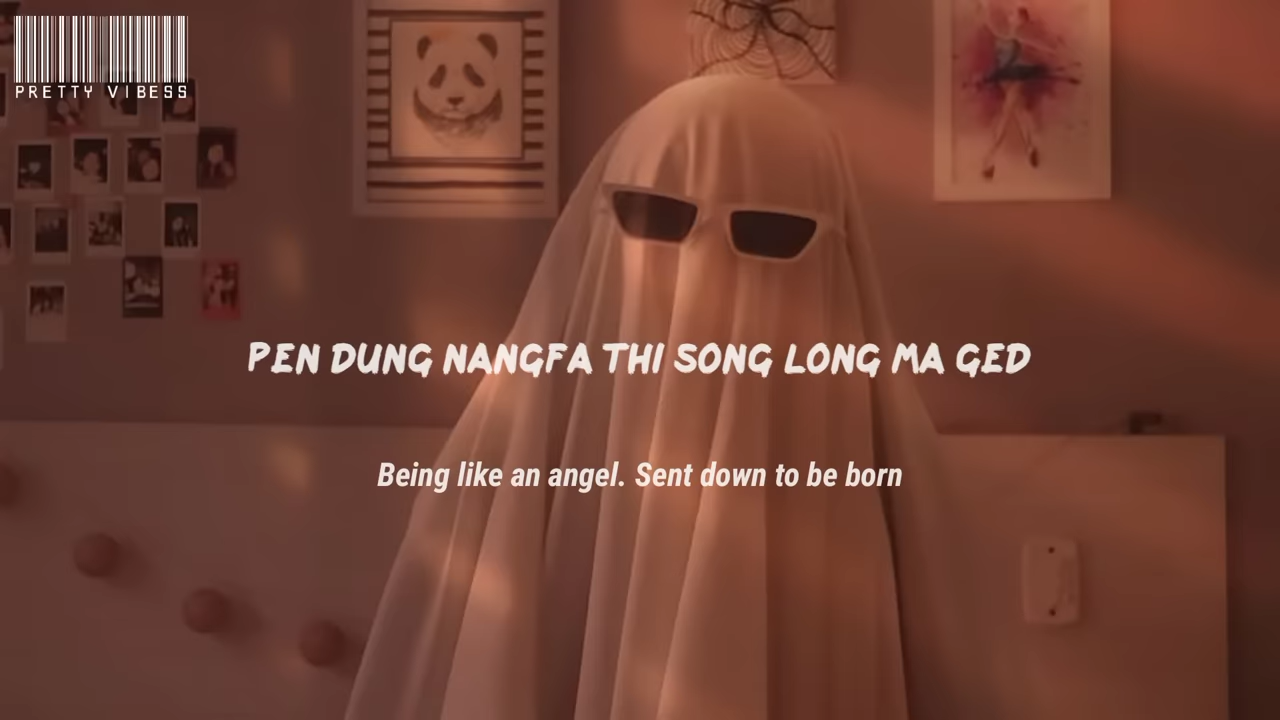 PRETTY VIBESS
PEN DUNG NANGFA THI SONG LONG MA GED
Being like an angel. Sent down to be born